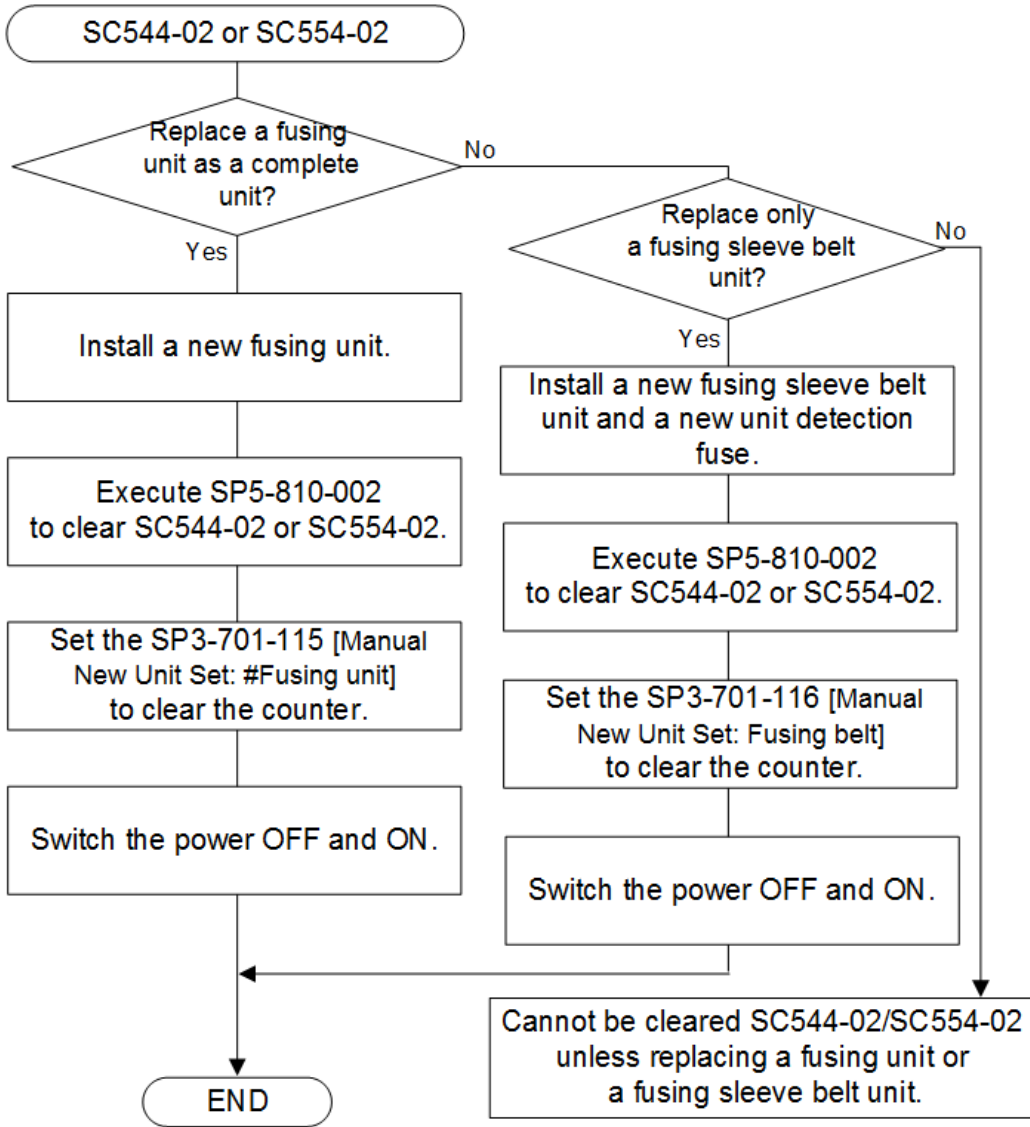 SC544-02 or SC554-02
Replace a fusing
unit as a complete
unit?
No
Yes
Replace only
a fusing sleeve belt
unit?
No
Yes
Install a new fusing unit.
Install a new fusing sleeve belt
unit and a new unit detection
fuse.
Execute SP5-810-002
to clear SC544-02 or SC554-02.
Execute SP5-810-002
to clear SC544-02 or SC554-02.
Set the SP3-701-115 [Manual
New Unit Set: #Fusing unit]
to clear the counter.
Set the SP3-701-116 [Manual
New Unit Set: Fusing belt]
to clear the counter.
Switch the power OFF and ON.
Switch the power OFF and ON.
Cannot be cleared SC544-02/SC554-02
unless replacing a fusing unit or
a fusing sleeve belt unit.
END